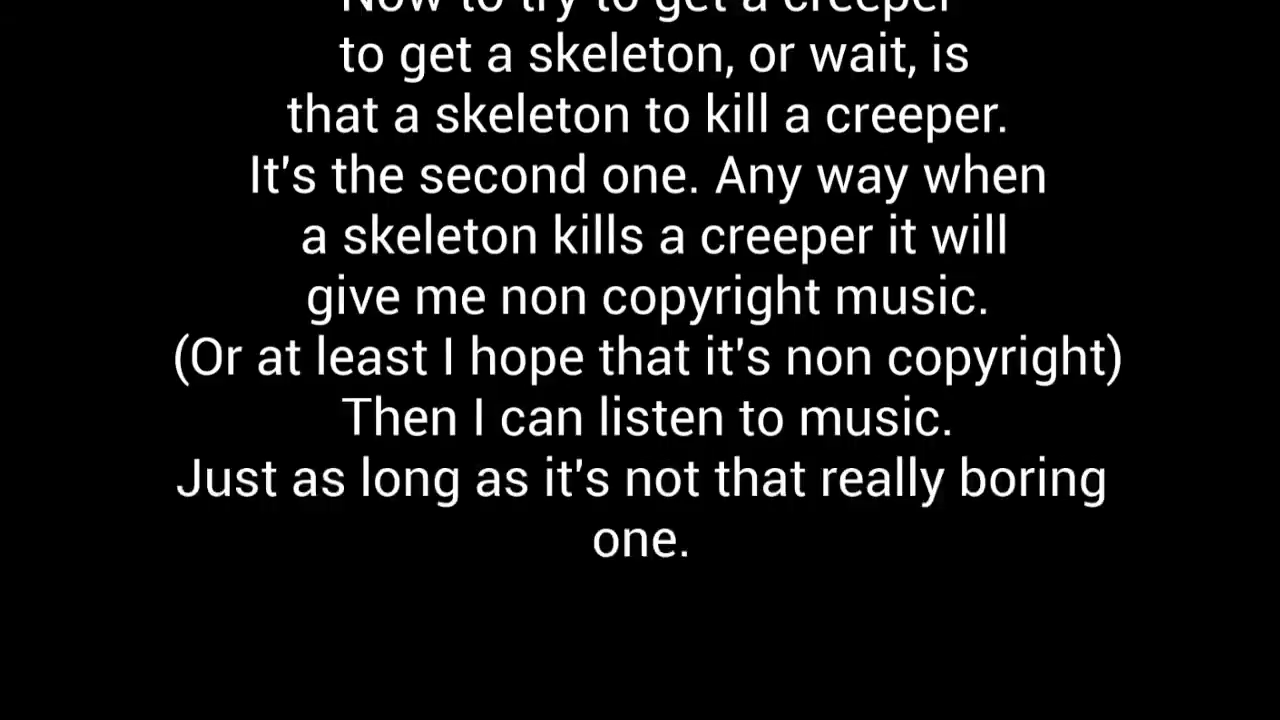 Now to try to get a creeper
to get a skeleton, or wait, is
that a skeleton to kill a creeper.
It's the second one. Any way when
a skeleton kills a creeper it will
give me non copyright music.
(Or at least I hope that it's non copyright)
Then I can listen to music.
Just as long as it's not that really boring
one.